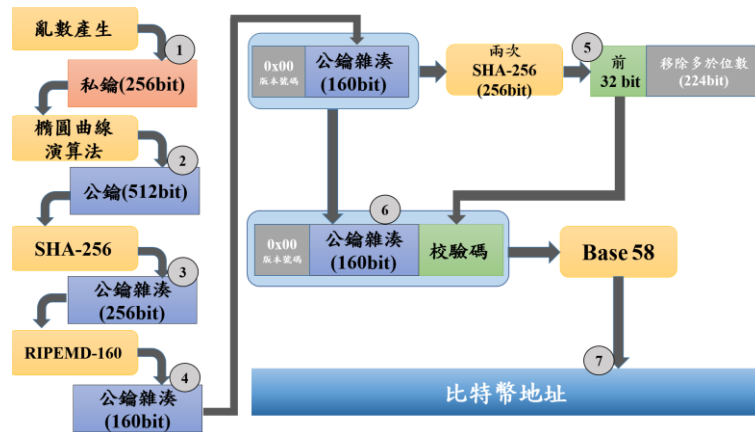 亂數產生
1
私鑰(256bit)
橢圓曲線
演算法
2
公鑰(512bit)
SHA-256
3
公鑰雜湊
(256bit)
RIPEMD-160
4
公鑰雜湊
(160bit)
0x00
版本號碼
公鑰雜湊
(160bit)
兩次
SHA-256
(256bit)
5
前
32 bit
移除多於位數
(224bit)
6
0x00
版本號碼
公鑰雜湊
(160bit)
校驗碼
Base 58
7
比特幣地址